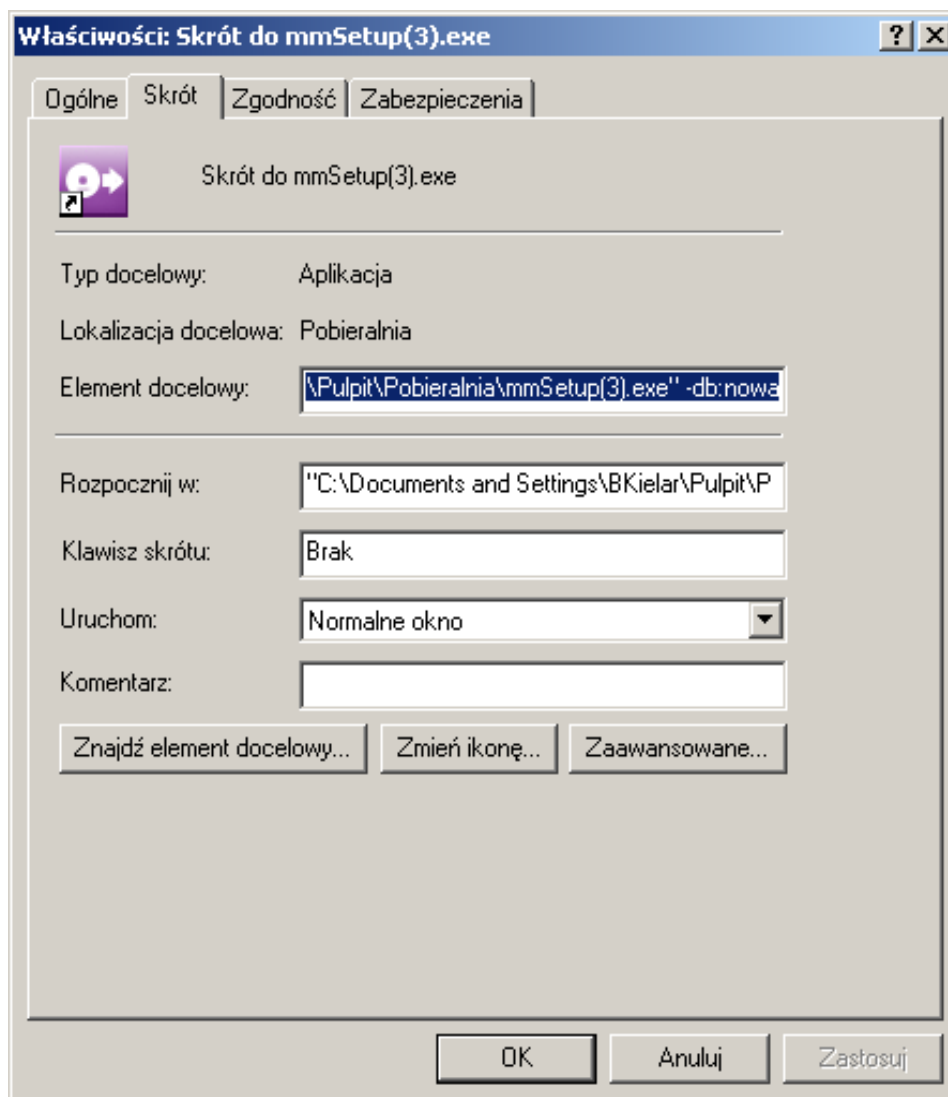 Właściwości: Skrót do mmSetup(3).exe
Ogólne Skrót Zgodność Zabezpieczenia
Skrót do mmSetup(3).exe
Typ docelowy: Aplikacja
Lokalizacja docelowa: Pobieralnia
Element docelowy: \Pulpit\Pobieralnia\mmSetup(3).exe" -db:nowa
Rozpocznij w: "C:\Documents and Settings\BKielar\Pulpit\P
Klawisz skrótu: Brak
Uruchom: Normalne okno
Komentarz:
Znajdź element docelowy... Zmień ikonę... Zaawansowane...
OK Anuluj Zastosuj